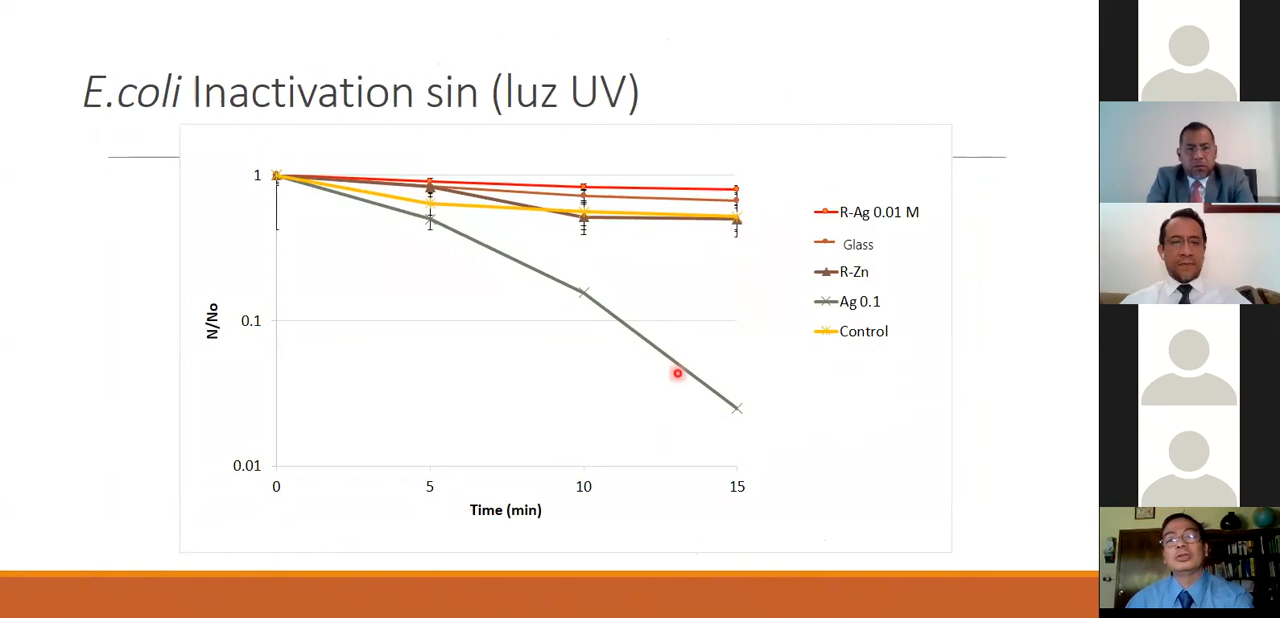 E.coli Inactivation sin (luz UV)
1
0.1
0.01
N/No
0
5
10
15
Time (min)
R-Ag 0.01 M
Glass
R-Zn
Ag 0.1
Control